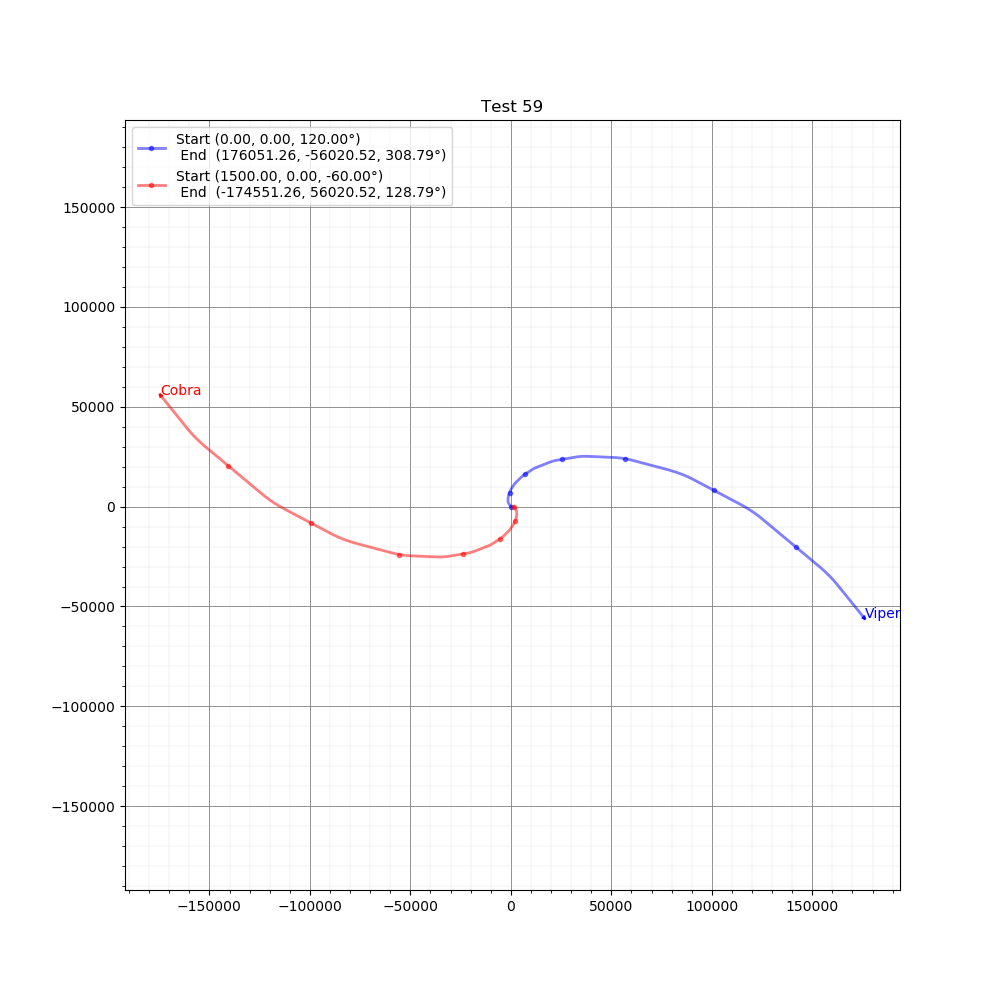 Test 59
Start (0.00, 0.00, 120.00°)
End (176051.26, -56020.52, 308.79°)
Start (1500.00, 0.00, -60.00°)
End (-174551.26, 56020.52, 128.79°)
150000
100000
Cobra
50000
0
Viper
−50000
−100000
−150000
−150000 −100000 −50000 0 50000 100000 150000